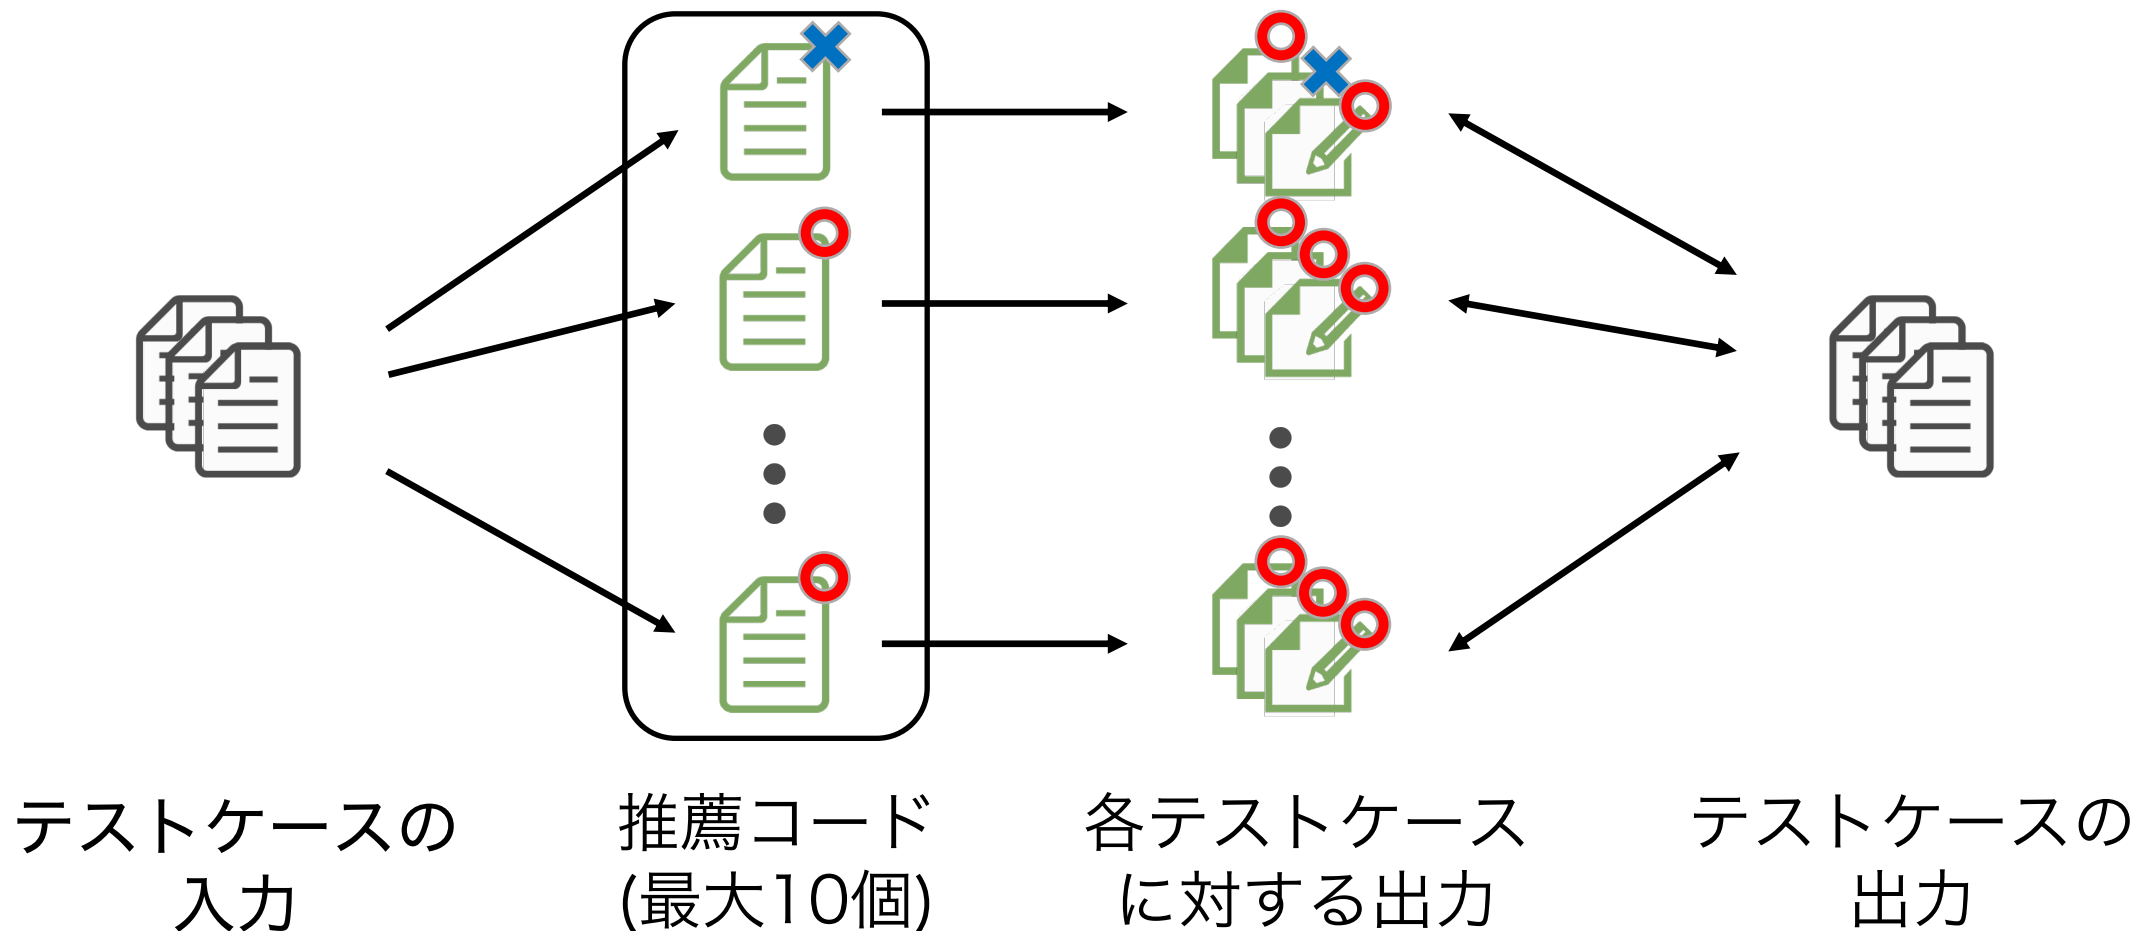 テストケースの
入力
推薦コード
(最大10個)
各テストケース
に対する出力
テストケースの
出力